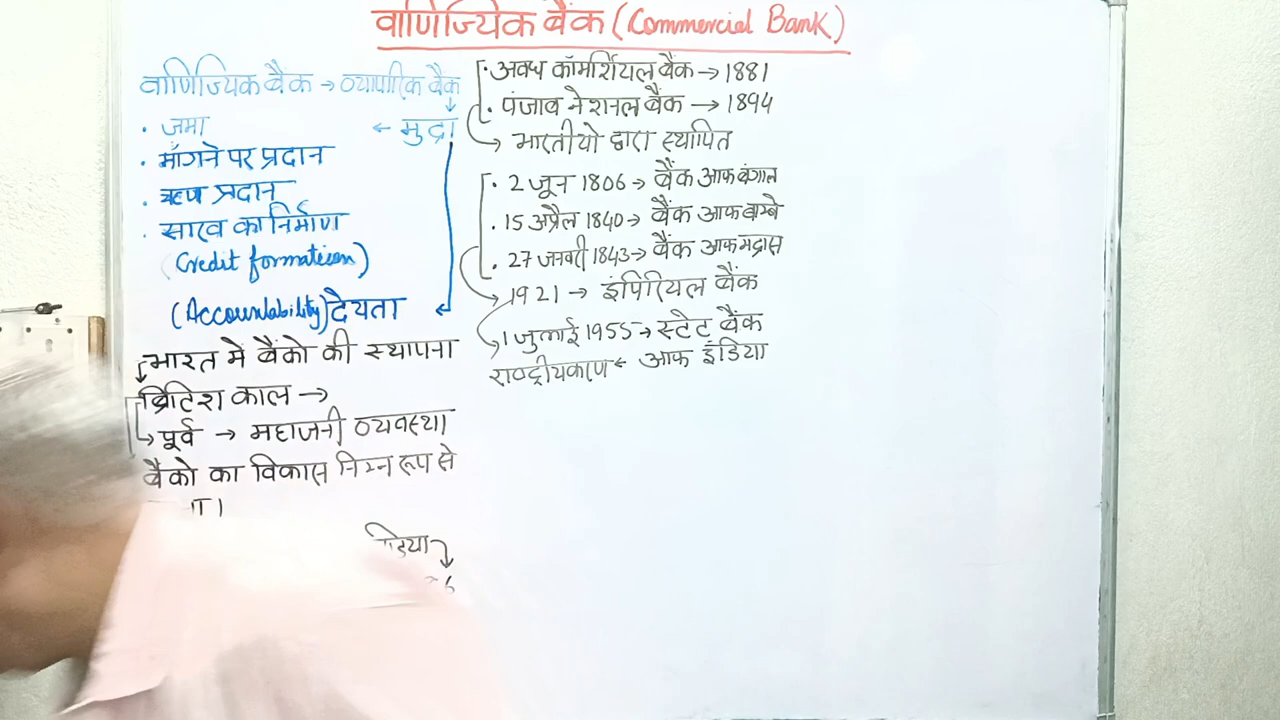 वाणिज्यिक बैंक (Commercial Bank)
वाणिज्यिक बैंक → व्यापारिक बैंक
· जमा ← मुद्रा
· माँगने पर प्रदान
· ऋण प्रदान
· साख का निर्माण
(Credit formation)
(Accountability) देयता ←
भारत में बैंको की स्थापना
ब्रिटिश काल →
→ पूर्व → महाजनी व्यवस्था
बैंको का विकास निम्न रूप से
· अवध कॉमर्शियल बैंक → 1881
· पंजाब नेशनल बैंक → 1894
→ भारतीयो द्वारा स्थापित
· 2 जून 1806 → बैंक आफ बंगाल
· 15 अप्रैल 1840 → बैंक आफ बाम्बे
· 27 जनवरी 1843 → बैंक आफ मद्रास
→ 1921 → इंपिरियल बैंक
1 जुलाई 1955 → स्टेट बैंक
राष्ट्रीयकरण ← आफ इंडिया